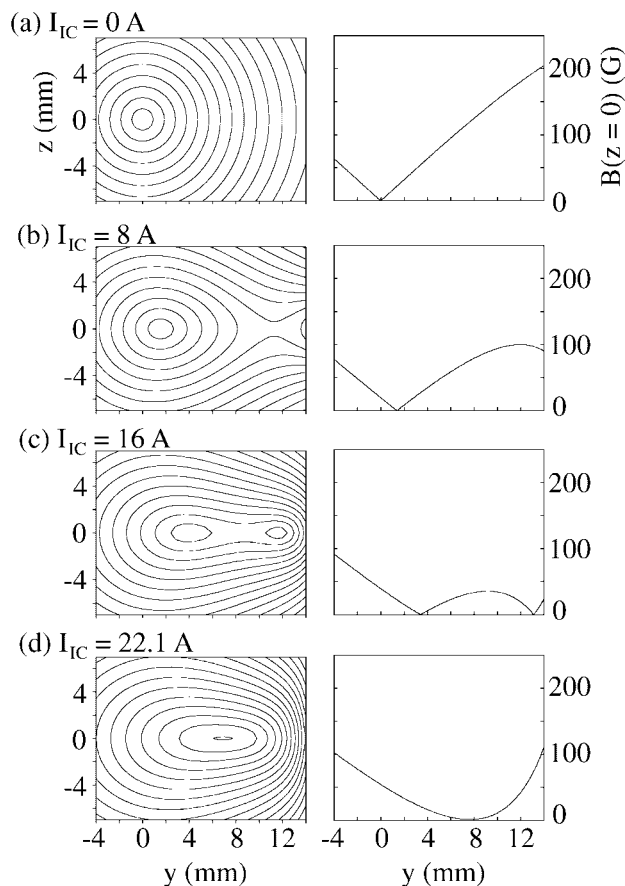 (a) I_IC = 0 A
4
0
-4
z (mm)
200
100
0
B(z = 0) (G)
(b) I_IC = 8 A
4
0
-4
200
100
0
(c) I_IC = 16 A
4
0
-4
200
100
0
(d) I_IC = 22.1 A
4
0
-4
200
100
0
-4 0 4 8 12
-4 0 4 8 12
y (mm)
y (mm)